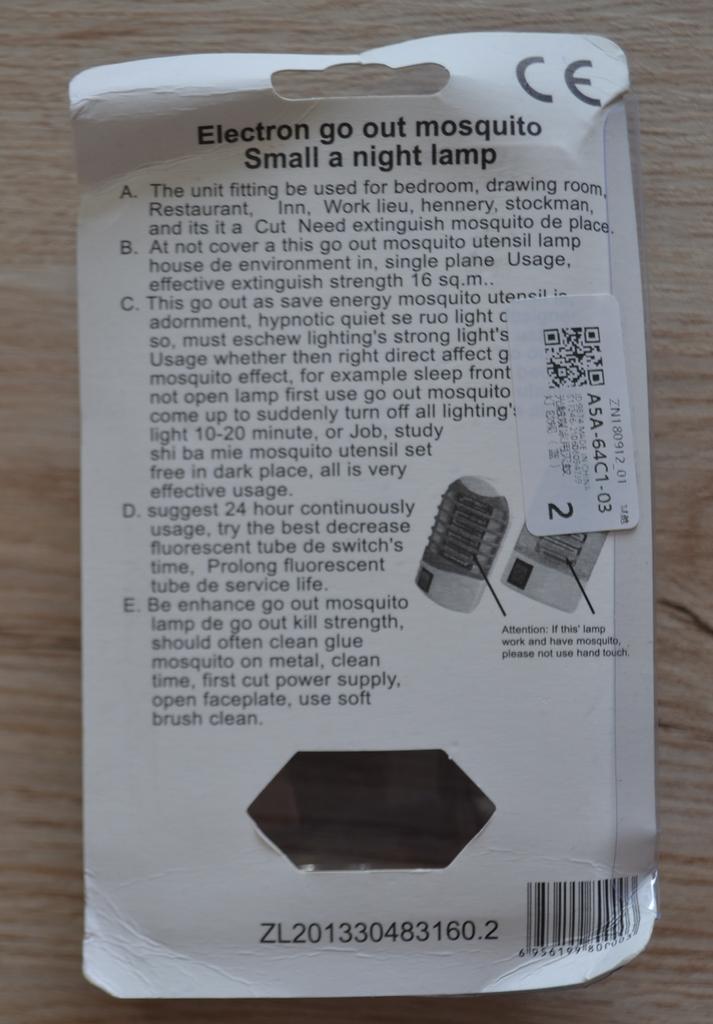 CE
Electron go out mosquito
Small a night lamp
A. The unit fitting be used for bedroom, drawing room,
Restaurant, Inn, Work lieu, hennery, stockman,
and its it a Cut Need extinguish mosquito de place.
B. At not cover a this go out mosquito utensil lamp
house de environment in, single plane Usage,
effective extinguish strength 16 sq.m..
C. This go out as save energy mosquito utensil is
adornment, hypnotic quiet se ruo light
so, must eschew lighting's strong light's
Usage whether then right direct affect
mosquito effect, for example sleep front
not open lamp first use go out mosquito
come up to suddenly turn off all lighting's
light 10-20 minute, or Job, study
shi ba mie mosquito utensil set
free in dark place, all is very
effective usage.
D. suggest 24 hour continuously
usage, try the best decrease
fluorescent tube de switch's
time, Prolong fluorescent
tube de service life.
E. Be enhance go out mosquito
lamp de go out kill strength,
should often clean glue
mosquito on metal, clean
time, first cut power supply,
open faceplate, use soft
brush clean.
ZN180912_01
A5A-64C1-03
MADE IN CHINA
2
Attention: If this' lamp
work and have mosquito,
please not use hand touch.
ZL201330483160.2
6 956199